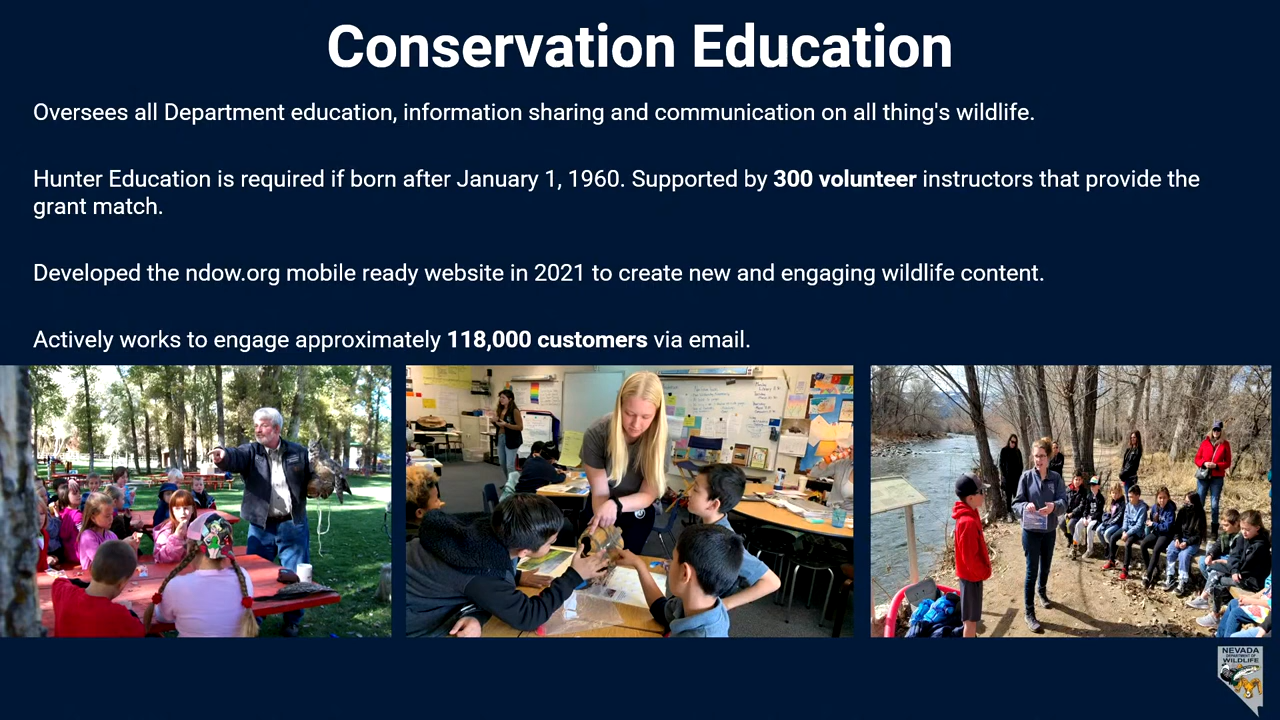 Conservation Education
Oversees all Department education, information sharing and communication on all thing's wildlife.
Hunter Education is required if born after January 1, 1960. Supported by 300 volunteer instructors that provide the
grant match.
Developed the ndow.org mobile ready website in 2021 to create new and engaging wildlife content.
Actively works to engage approximately 118,000 customers via email.
NEVADA
DEPARTMENT OF
WILDLIFE